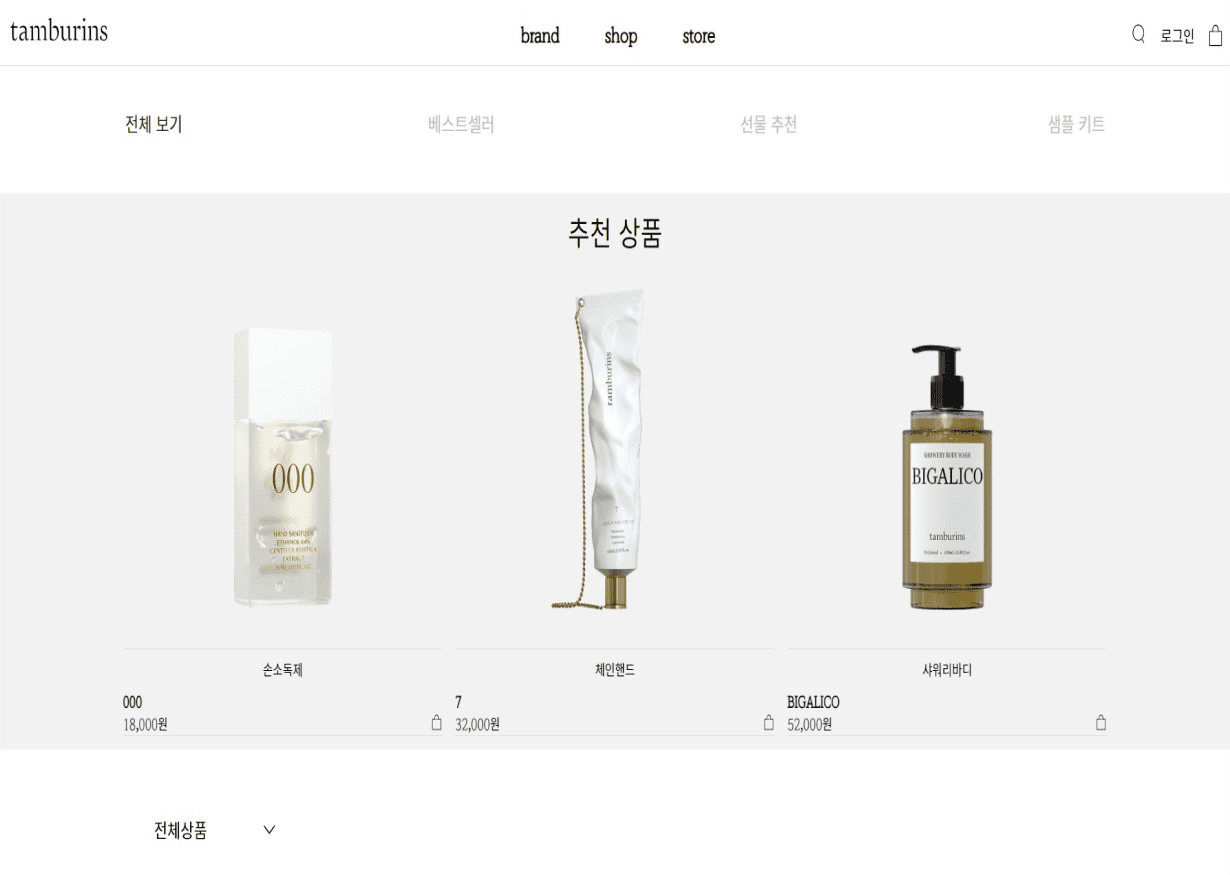 tamburins
brand shop store
로그인
전체 보기 베스트셀러 선물 추천 샘플 키트
추천 상품
tamburins
000
HAND SANITIZER
ETHANOL 64%
CENTELLA ASIATICA
EXTRACT
7
SHOWERY BODY WASH
BIGALICO
tamburins
손소독제 체인핸드 샤워리바디
000 7 BIGALICO
18,000원 32,000원 52,000원
전체상품